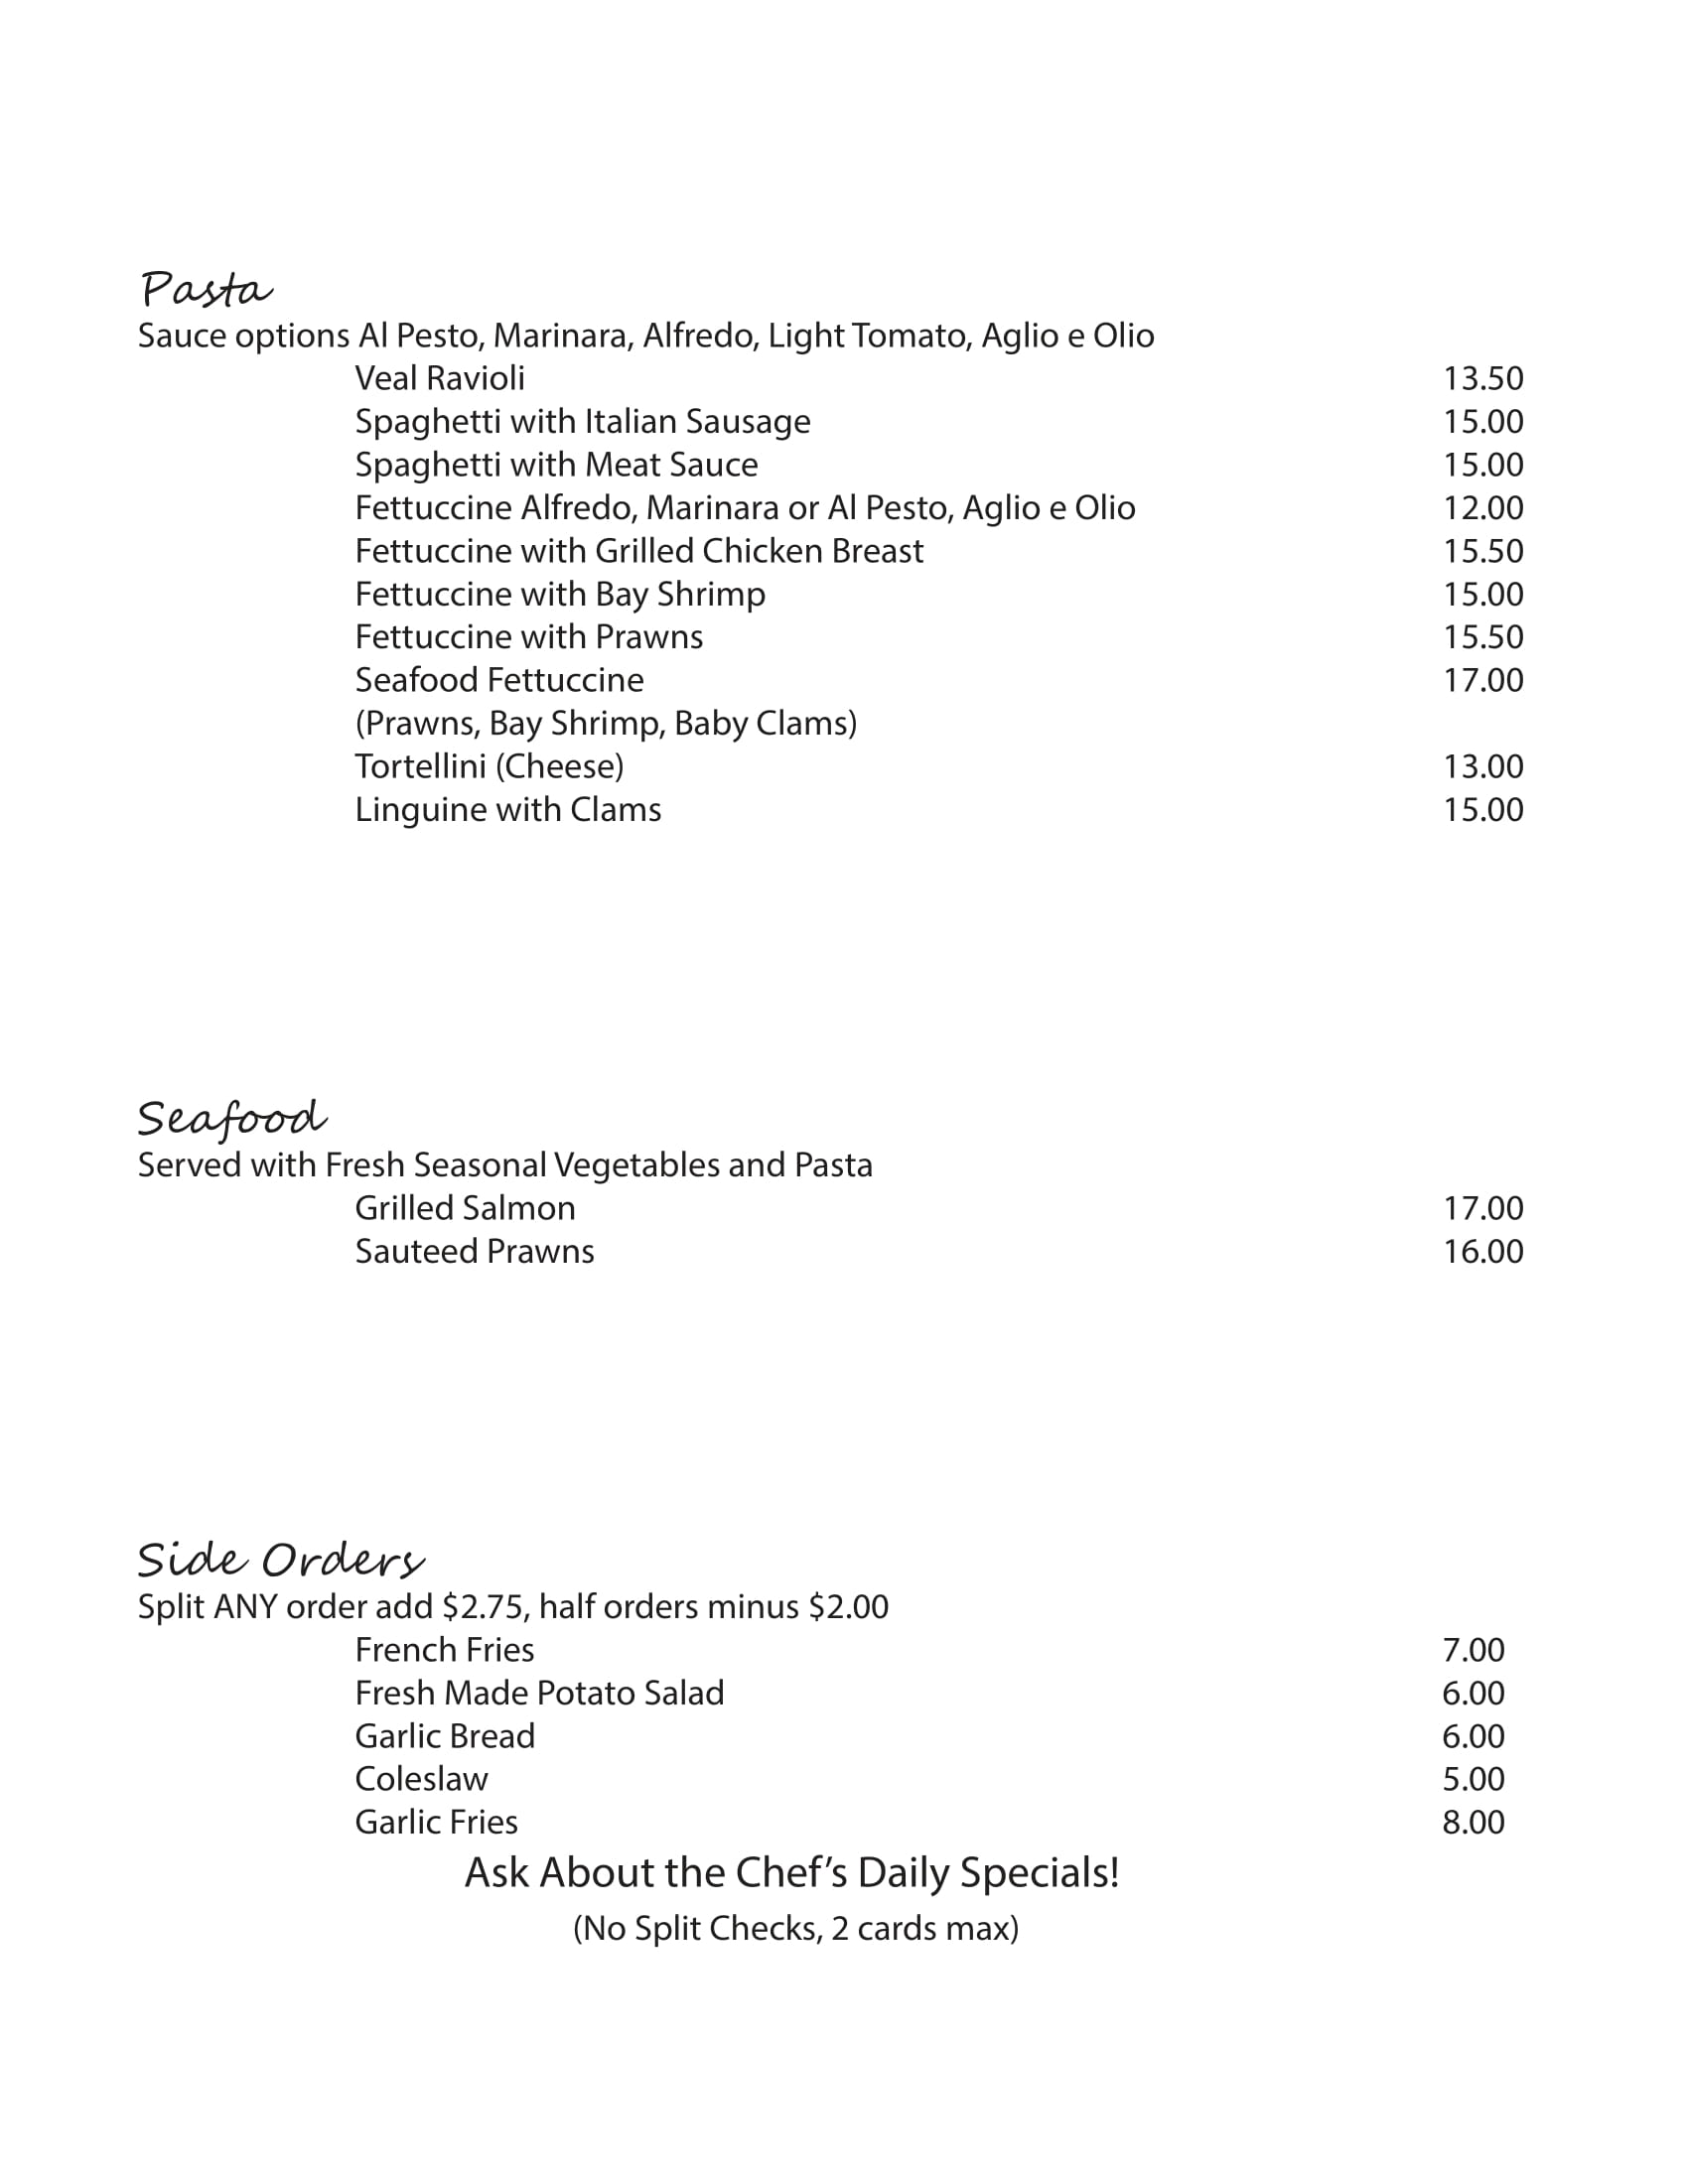 Pasta
Sauce options Al Pesto, Marinara, Alfredo, Light Tomato, Aglio e Olio
Veal Ravioli 13.50
Spaghetti with Italian Sausage 15.00
Spaghetti with Meat Sauce 15.00
Fettuccine Alfredo, Marinara or Al Pesto, Aglio e Olio 12.00
Fettuccine with Grilled Chicken Breast 15.50
Fettuccine with Bay Shrimp 15.00
Fettuccine with Prawns 15.50
Seafood Fettuccine 17.00
(Prawns, Bay Shrimp, Baby Clams)
Tortellini (Cheese) 13.00
Linguine with Clams 15.00
Seafood
Served with Fresh Seasonal Vegetables and Pasta
Grilled Salmon 17.00
Sauteed Prawns 16.00
Side Orders
Split ANY order add $2.75, half orders minus $2.00
French Fries 7.00
Fresh Made Potato Salad 6.00
Garlic Bread 6.00
Coleslaw 5.00
Garlic Fries 8.00
Ask About the Chef’s Daily Specials!
(No Split Checks, 2 cards max)